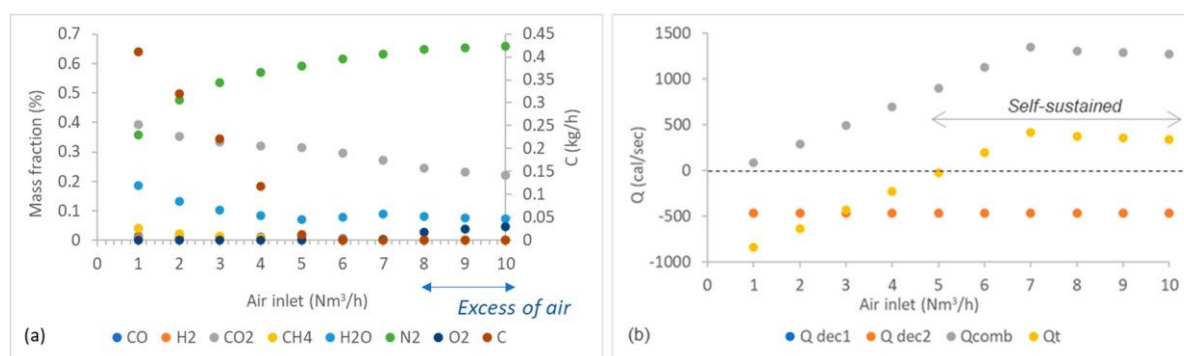 0.7
0.6
0.5
0.4
0.3
0.2
0.1
0
Mass fraction (%)
0.45
0.4
0.35
0.3
0.25
0.2
0.15
0.1
0.05
0
C (kg/h)
0 1 2 3 4 5 6 7 8 9 10
Air inlet (Nm³/h)
Excess of air
(a)
CO H2 CO2 CH4 H2O N2 O2 C
1500
1000
500
0
-500
-1000
Q (cal/sec)
Self-sustained
0 1 2 3 4 5 6 7 8 9 10
Air inlet (Nm³/h)
(b)
Q dec1 Q dec2 Qcomb Qt